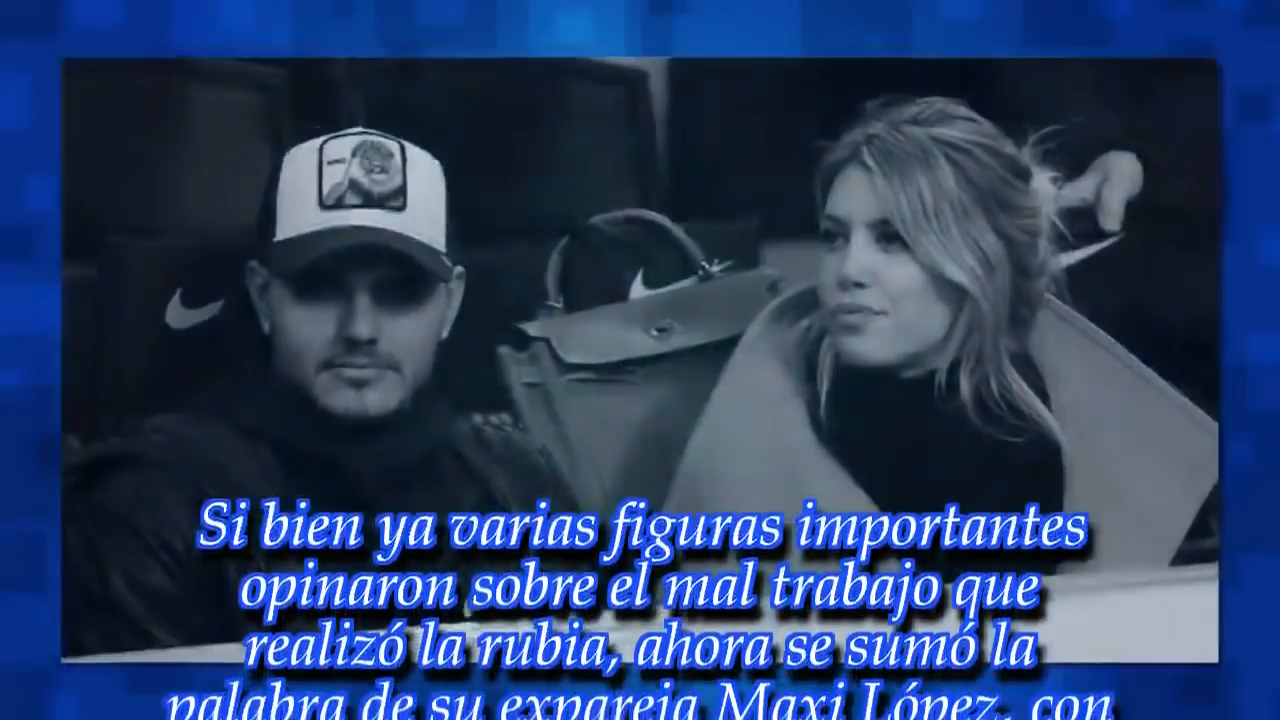 Si bien ya varias figuras importantes
opinaron sobre el mal trabajo que
realizó la rubia, ahora se sumó la
palabra de su expareja Maxi López, con